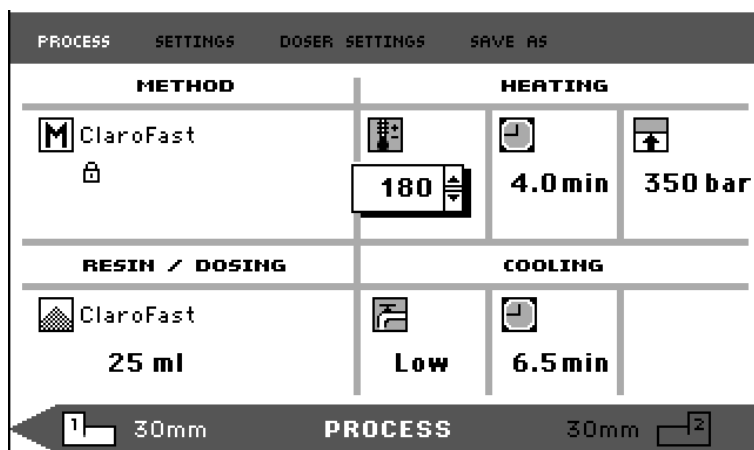 PROCESS SETTINGS DOSER SETTINGS SAVE AS
METHOD HEATING
M ClaroFast
180 4.0 min 350 bar
RESIN / DOSING COOLING
ClaroFast
25 ml Low 6.5 min
1 30mm PROCESS 30mm 2